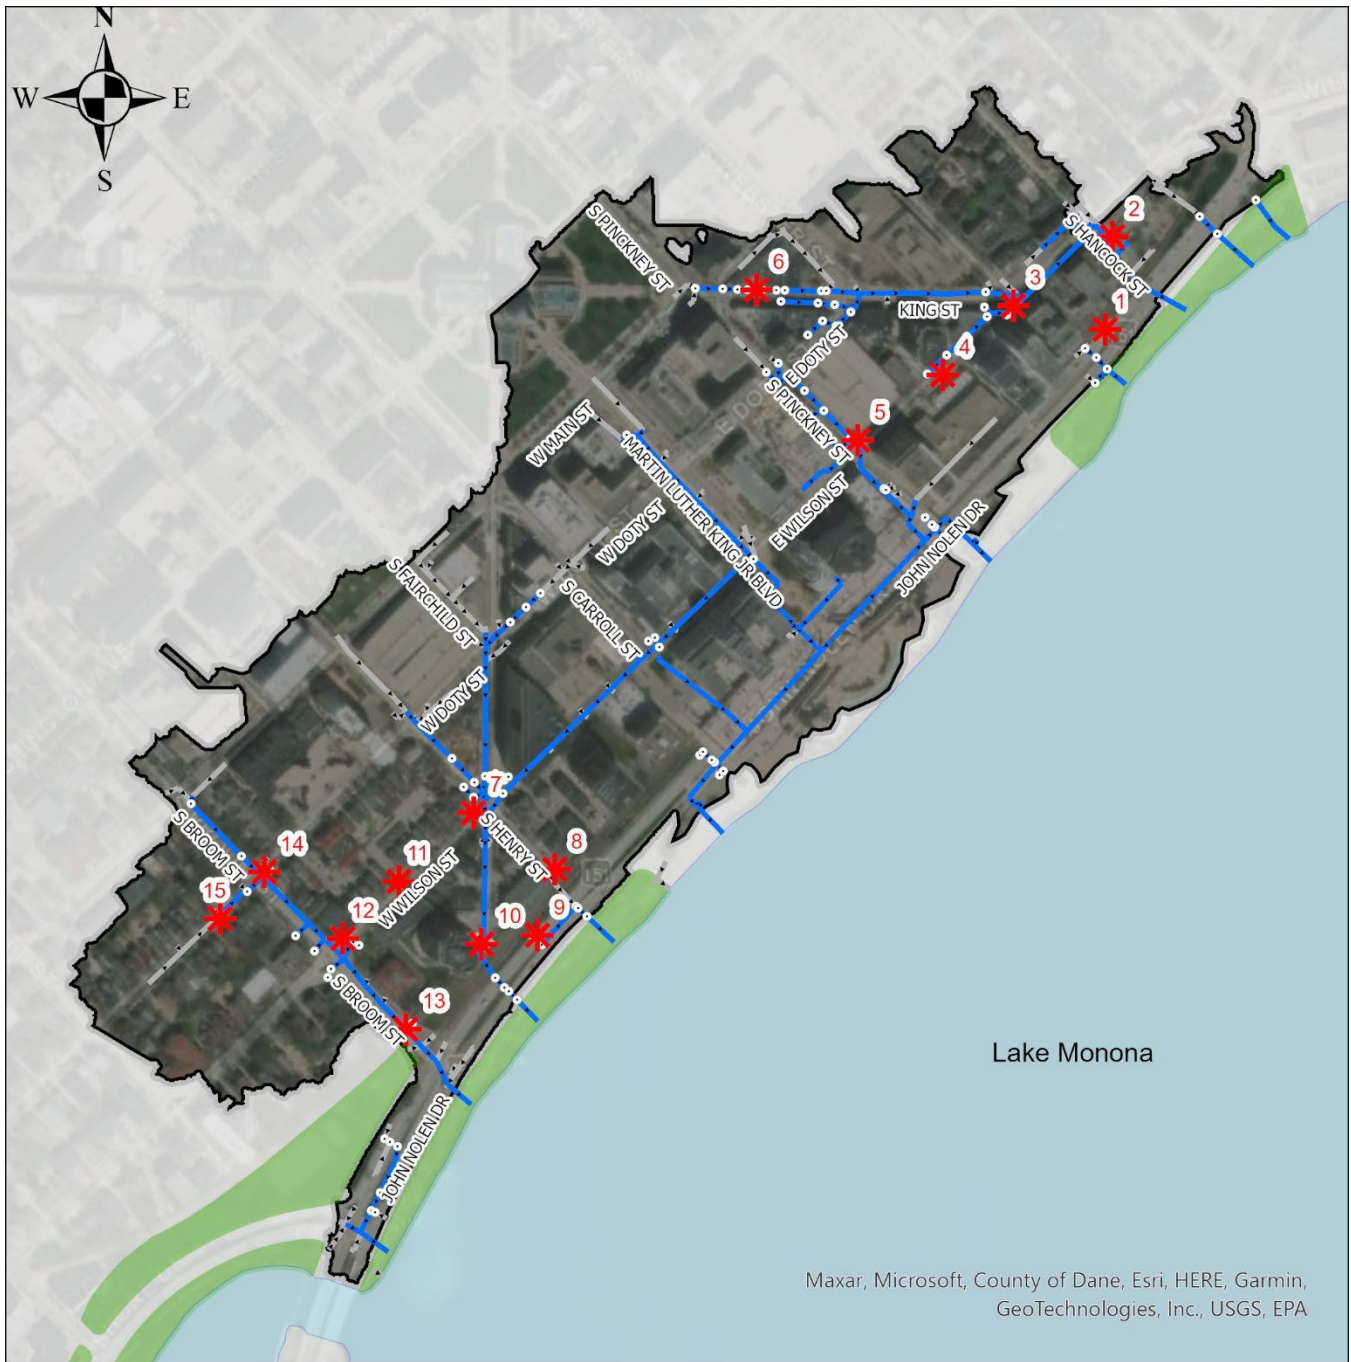 N
W
E
S
S PINCKNEY ST
S HANCOCK ST
2
6
3
KING ST
1
E DOTY ST
4
S PINCKNEY ST
5
W MAIN ST
MARTIN LUTHER KING JR BLVD
E WILSON ST
W DOTY ST
JOHN NOLEN DR
S FAIRCHILD ST
S CARROLL ST
W DOTY ST
7
S HENRY ST
S BROOM ST
14
11
8
151
W WILSON ST
15
12
10
9
S BROOM ST
13
Lake Monona
JOHN NOLEN DR
Maxar, Microsoft, County of Dane, Esri, HERE, Garmin,
GeoTechnologies, Inc., USGS, EPA